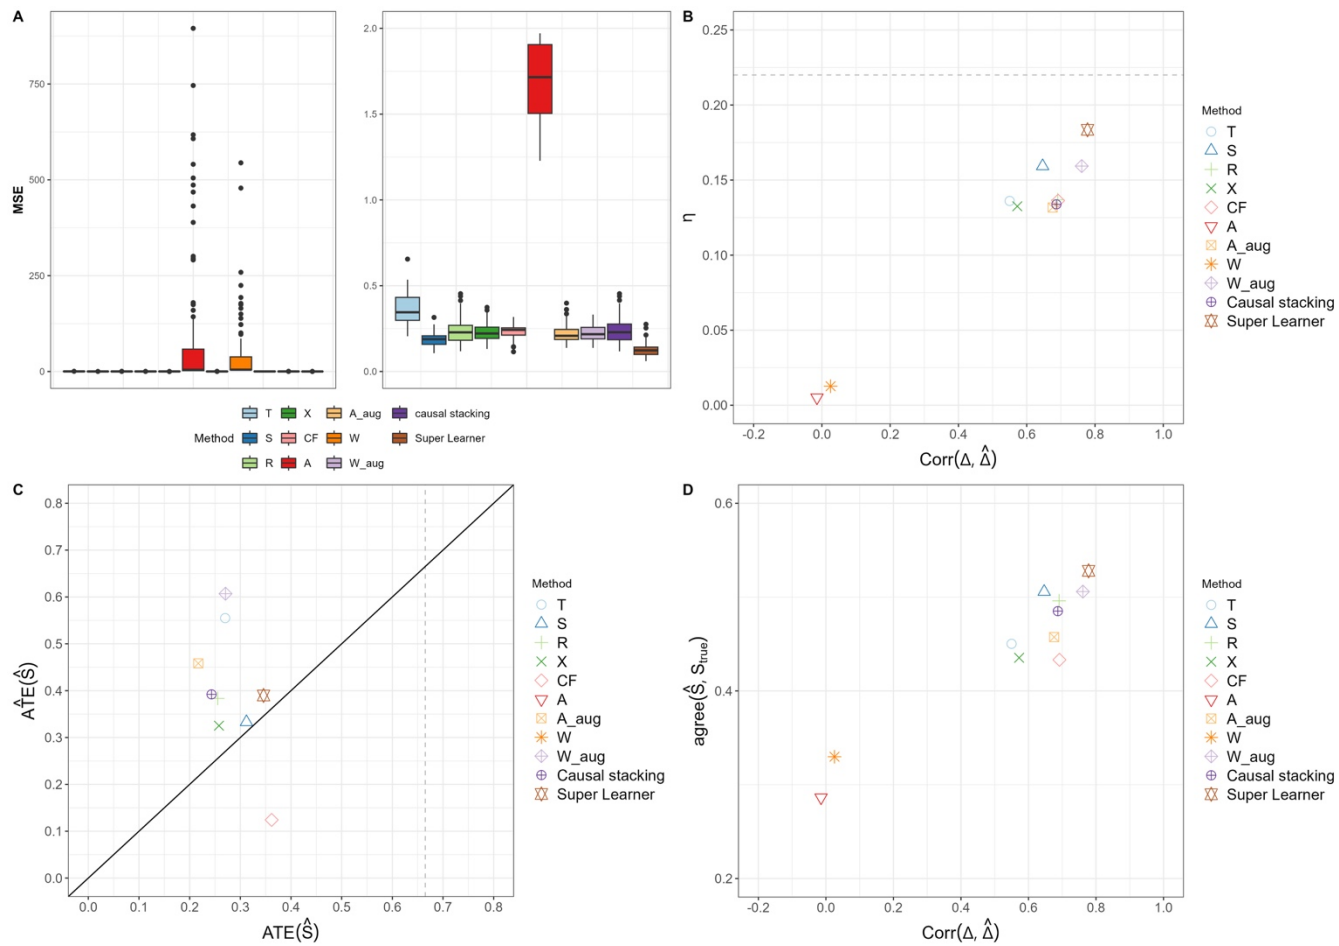 A
MSE
750
500
250
0
2.0
1.5
1.0
0.5
0.0
T X A_aug causal stacking
Method S CF W Super Learner
R A W_aug
B
η
0.25
0.20
0.15
0.10
0.05
0.00
-0.2 0.0 0.2 0.4 0.6 0.8 1.0
Corr(Δ, Δ̂)
Method
T
S
R
X
CF
A
A_aug
W
W_aug
Causal stacking
Super Learner
C
AT̂E(Ŝ)
0.8
0.7
0.6
0.5
0.4
0.3
0.2
0.1
0.0
0.0 0.1 0.2 0.3 0.4 0.5 0.6 0.7 0.8
ATE(Ŝ)
Method
T
S
R
X
CF
A
A_aug
W
W_aug
Causal stacking
Super Learner
D
agree(Ŝ, Strue)
0.6
0.4
0.2
-0.2 0.0 0.2 0.4 0.6 0.8 1.0
Corr(Δ, Δ̂)
Method
T
S
R
X
CF
A
A_aug
W
W_aug
Causal stacking
Super Learner